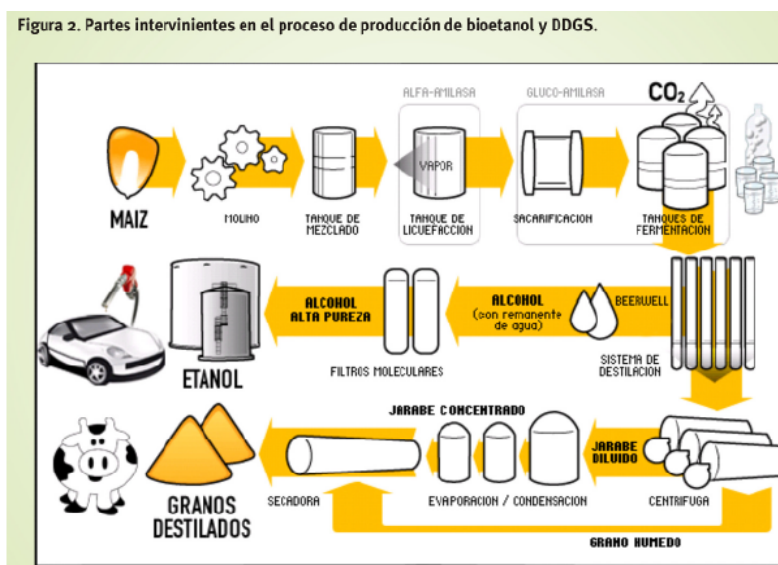 Figura 2. Partes intervinientes en el proceso de producción de bioetanol y DDGS.
ALFA-AMILASA
GLUCO-AMILASA
CO2
VAPOR
MAIZ
MOLINO
TANQUE DE
MEZCLADO
TANQUE DE
LICUEFACCION
SACARIFICACION
TANQUES DE
FERMENTACION
ALCOHOL
ALTA PUREZA
ALCOHOL
(con remanente
de agua)
BEERWELL
ETANOL
FILTROS MOLECULARES
SISTEMA DE
DESTILACION
JARABE CONCENTRADO
JARABE
DILUIDO
GRANOS
DESTILADOS
SECADORA
EVAPORACION / CONDENSACION
CENTRIFUGA
GRANO HUMEDO